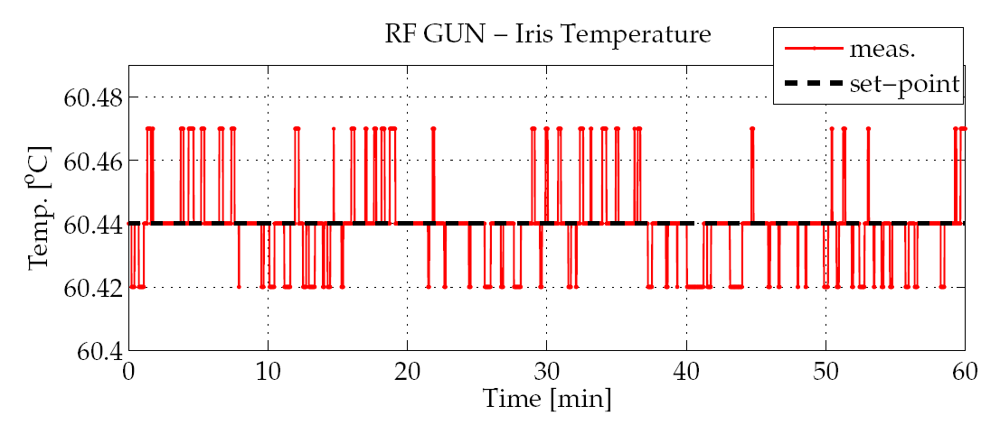 RF GUN – Iris Temperature
meas.
set–point
60.48
60.46
60.44
60.42
60.4
Temp. [°C]
0 10 20 30 40 50 60
Time [min]